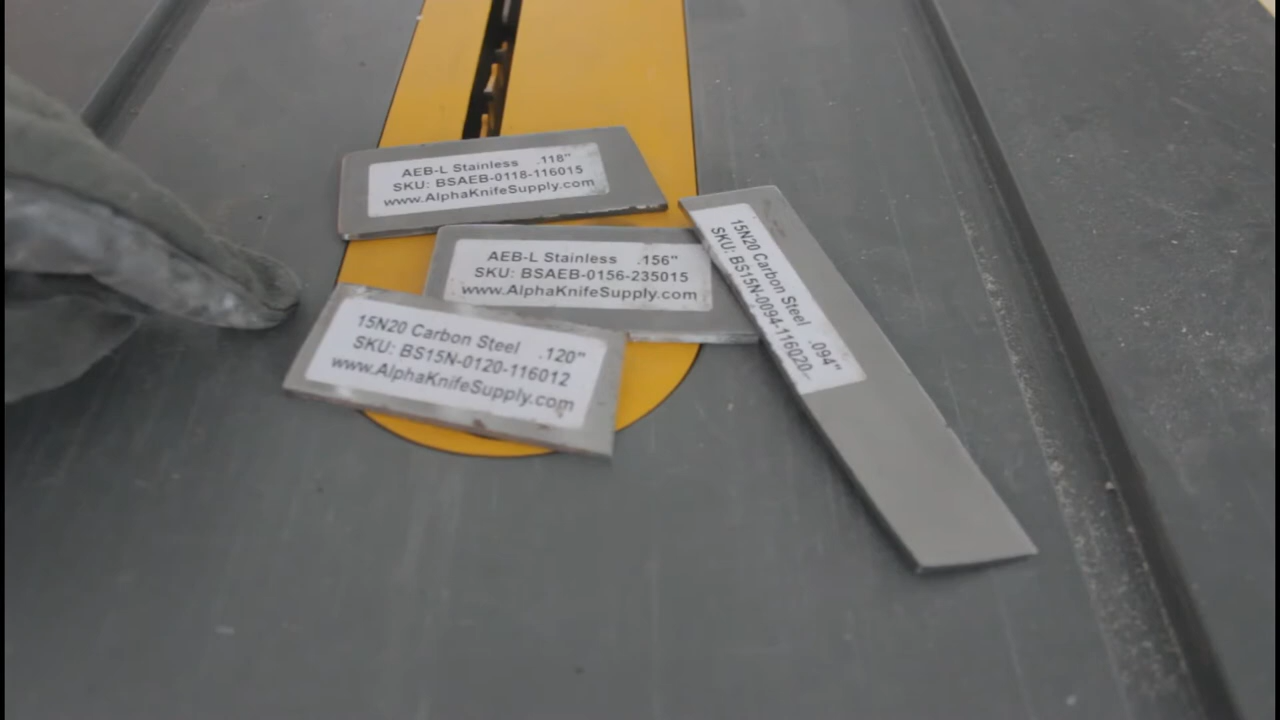 AEB-L Stainless .118"
SKU: BSAEB-0118-116015
www.AlphaKnifeSupply.com
AEB-L Stainless .156"
SKU: BSAEB-0156-235015
www.AlphaKnifeSupply.com
15N20 Carbon Steel .120"
SKU: BS15N-0120-116012
www.AlphaKnifeSupply.com
15N20 Carbon Steel .094"
SKU: BS15N-0094-116020-